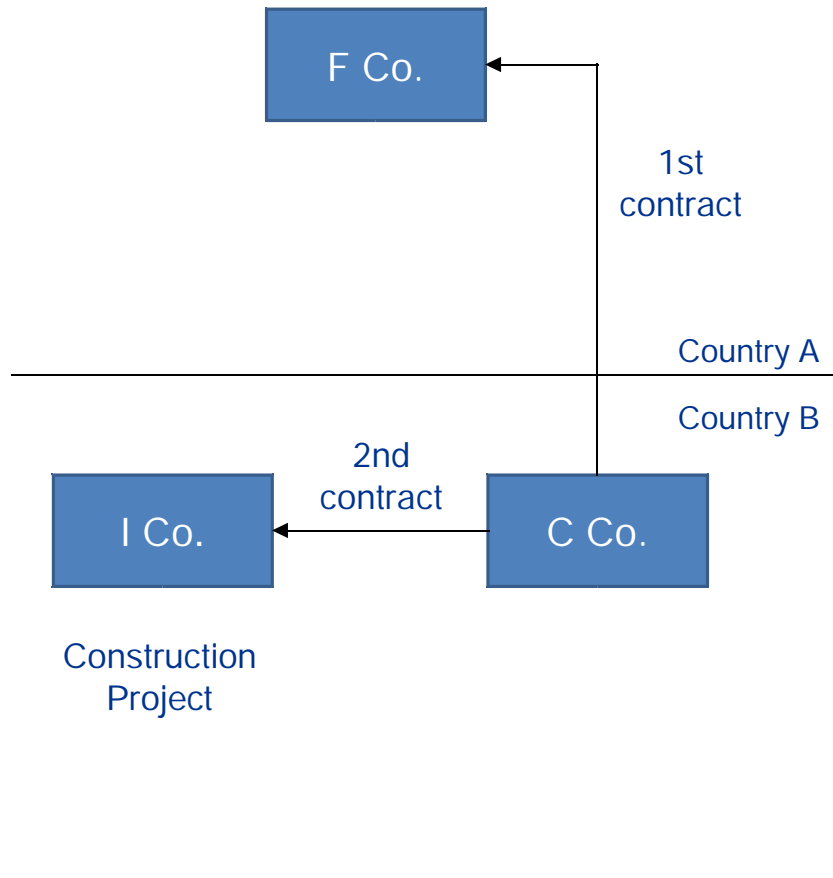 F Co.
1st
contract
Country A
Country B
2nd
contract
I Co.
C Co.
Construction
Project